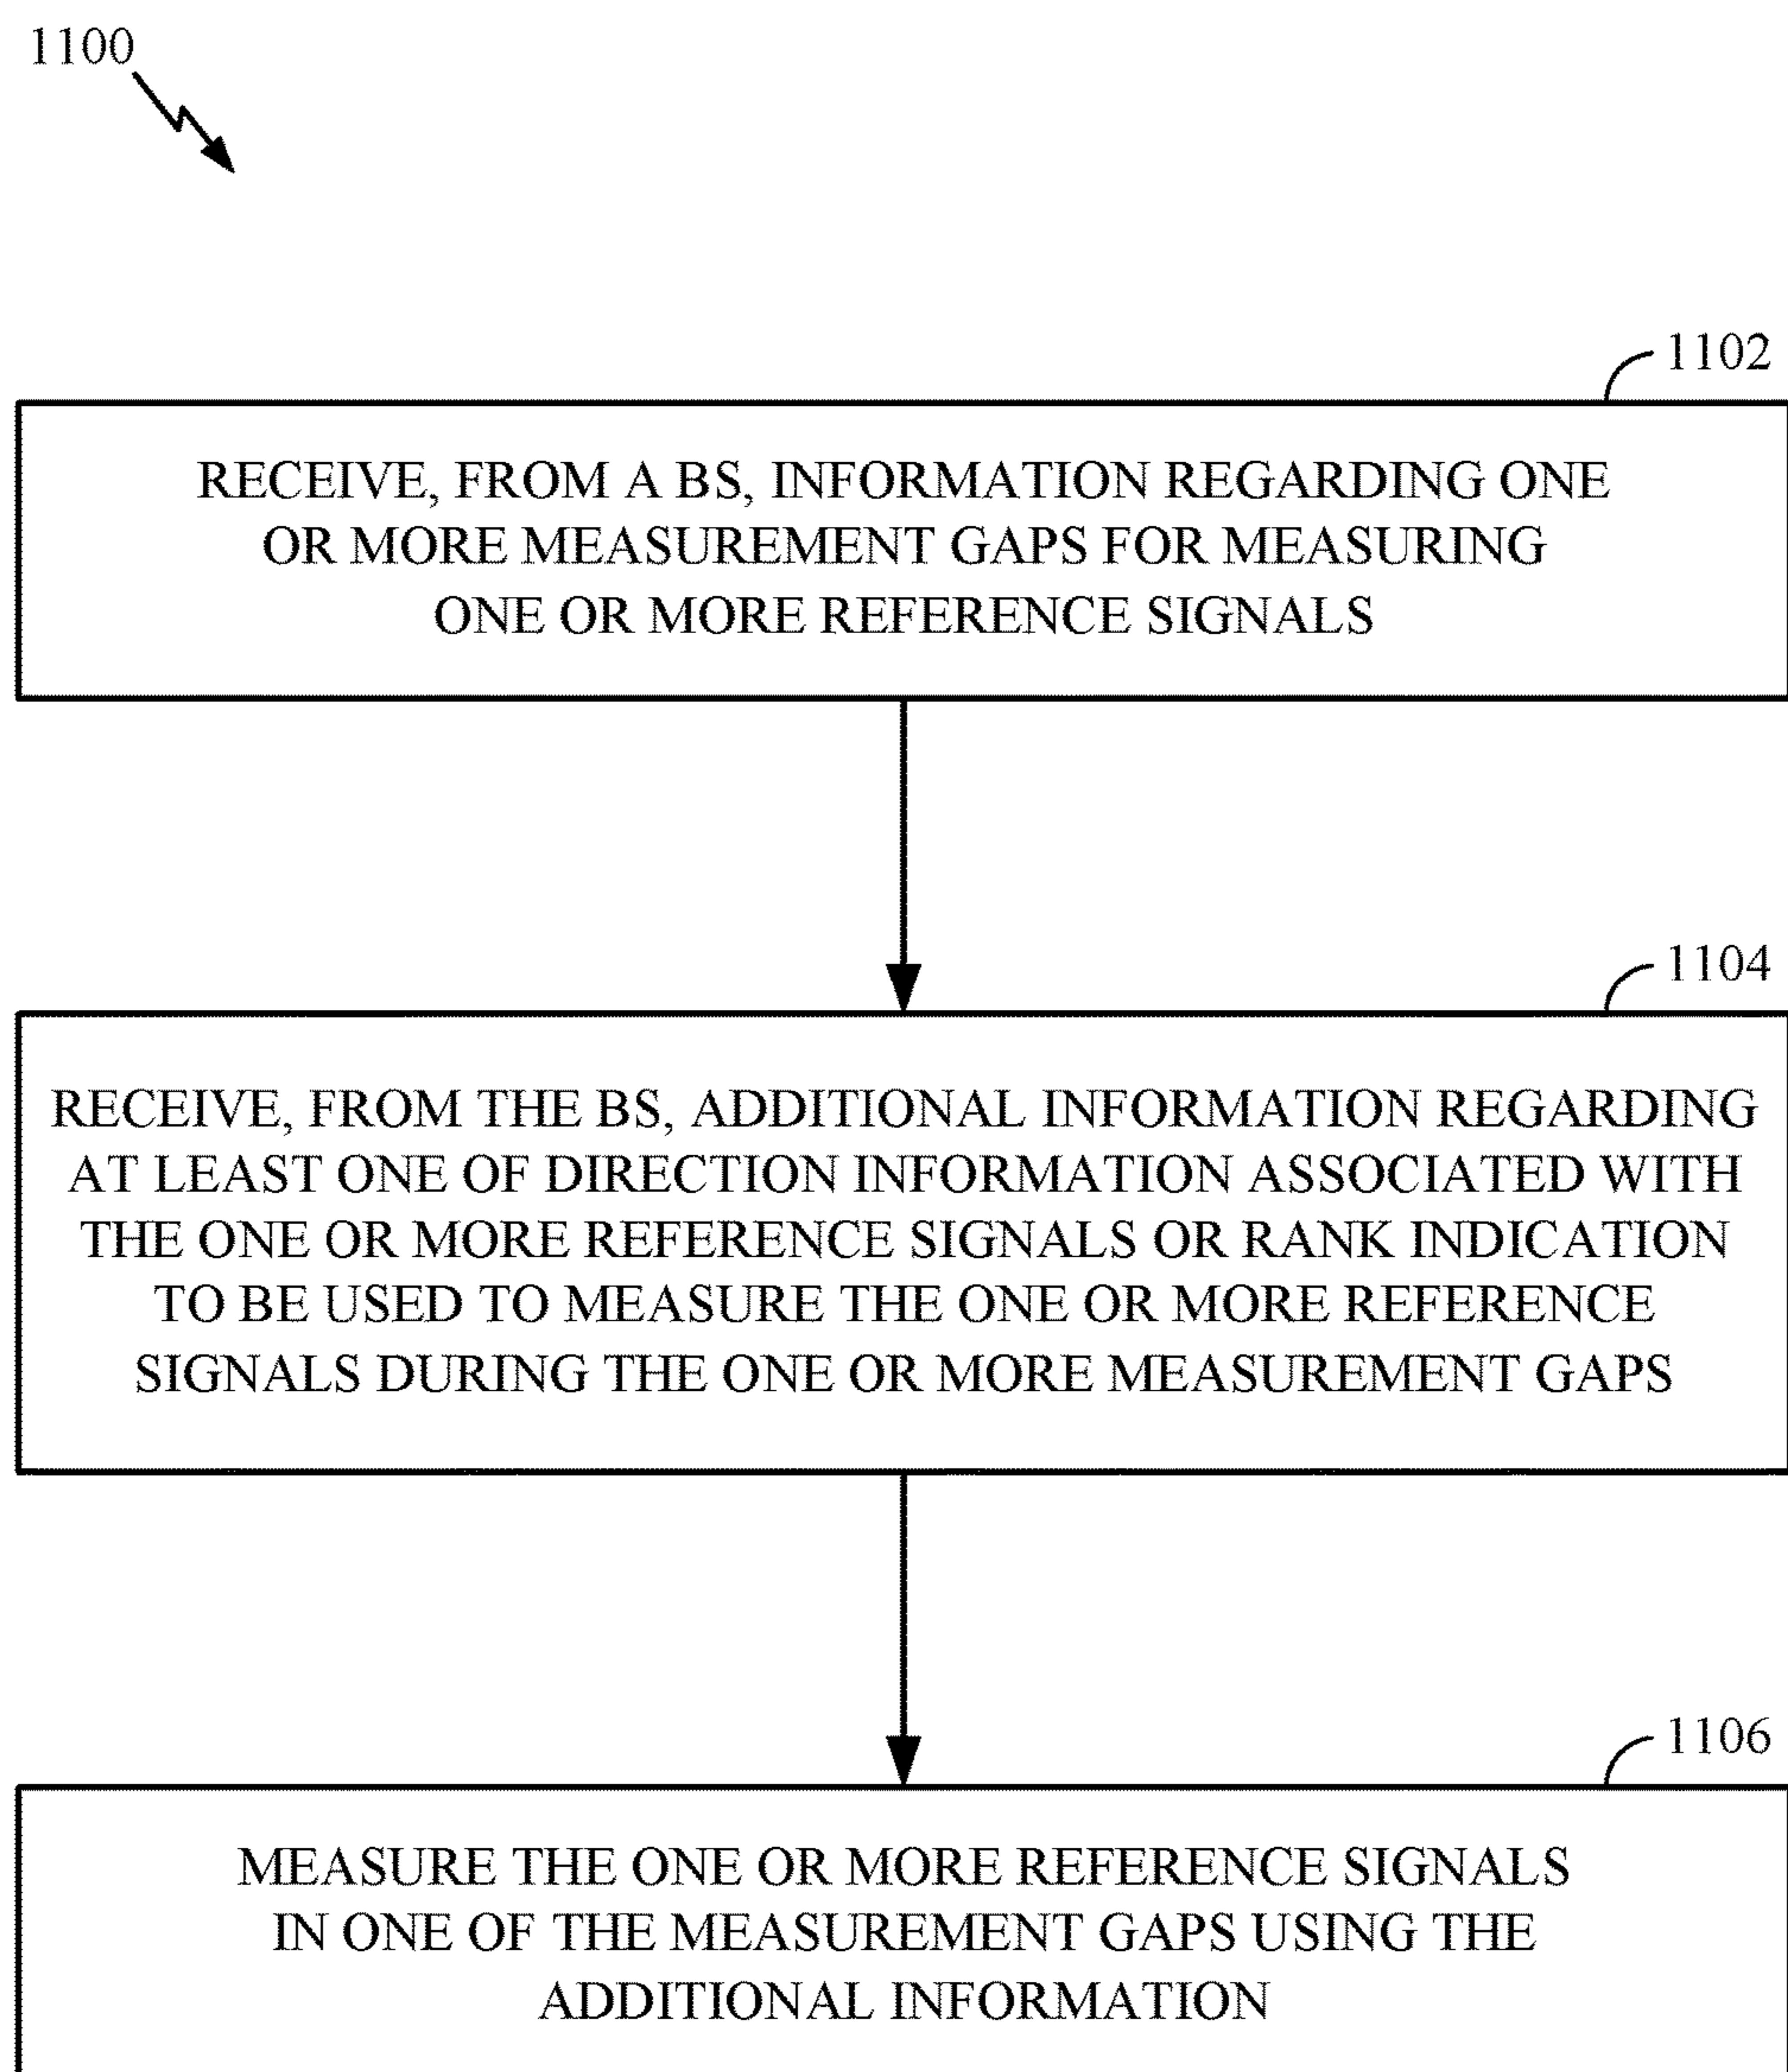 1100
1102
RECEIVE, FROM A BS, INFORMATION REGARDING ONE
OR MORE MEASUREMENT GAPS FOR MEASURING
ONE OR MORE REFERENCE SIGNALS
1104
RECEIVE, FROM THE BS, ADDITIONAL INFORMATION REGARDING
AT LEAST ONE OF DIRECTION INFORMATION ASSOCIATED WITH
THE ONE OR MORE REFERENCE SIGNALS OR RANK INDICATION
TO BE USED TO MEASURE THE ONE OR MORE REFERENCE
SIGNALS DURING THE ONE OR MORE MEASUREMENT GAPS
1106
MEASURE THE ONE OR MORE REFERENCE SIGNALS
IN ONE OF THE MEASUREMENT GAPS USING THE
ADDITIONAL INFORMATION